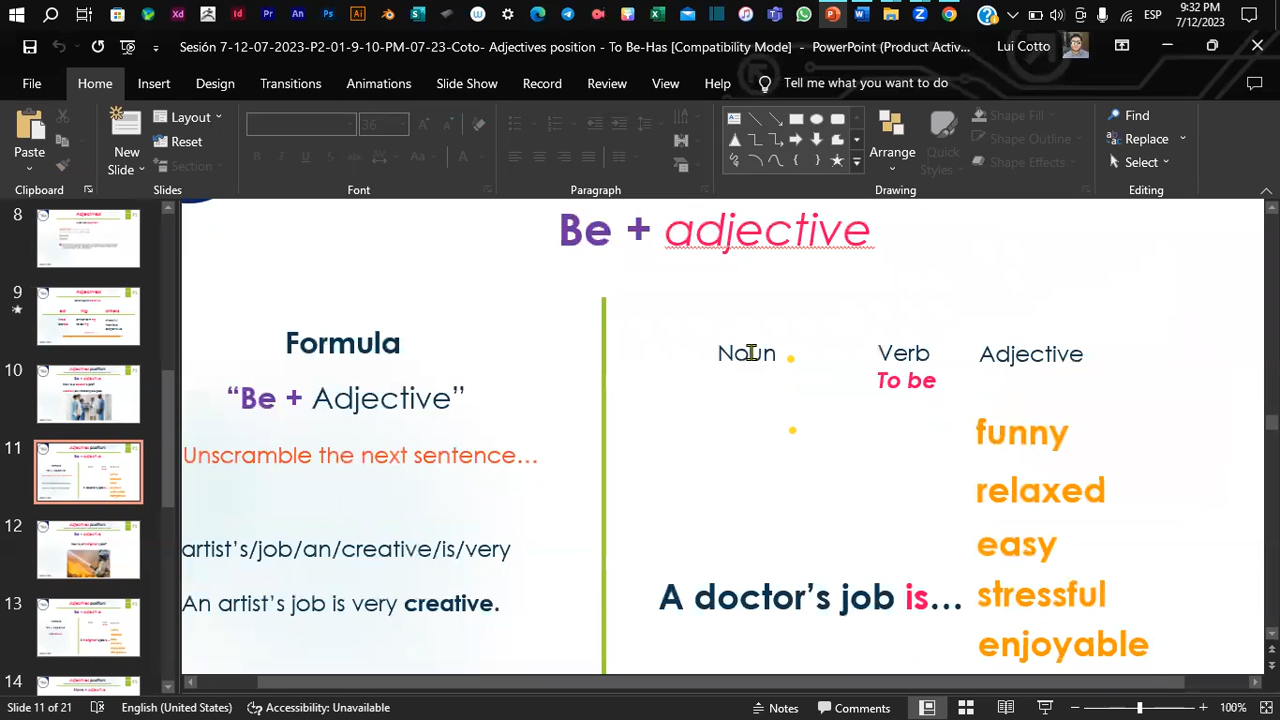 9:32 PM
ESP
7/12/2023
Sesión 7-12-07-2023-P2-01-9-10-PM-07-23-Coto- Adjectives position - To Be-Has [Compatibility Mode] - PowerPoint (Product Activ...
Lui Cotto
File Home Insert Design Transitions Animations Slide Show Record Review View Help Tell me what you want to do
Paste
New Slide
Layout
Reset
Section
36
Arrange
Quick Styles
Shape Fill
Shape Outline
Shape Effects
Find
Replace
Select
Clipboard Slides Font Paragraph Drawing Editing
8
9
10
11
12
14
Be + adjective
Formula
“Be + Adjective”
Unscramble the next sentence…
artist’s/job/an/creative/is/very
An artist’s job is very creative.
Noun Verb Adjective
To be
funny
relaxed
easy
stressful
enjoyable
A doctor’s job is…
Slide 11 of 21 English (United States) Accessibility: Unavailable Notes Comments 100%